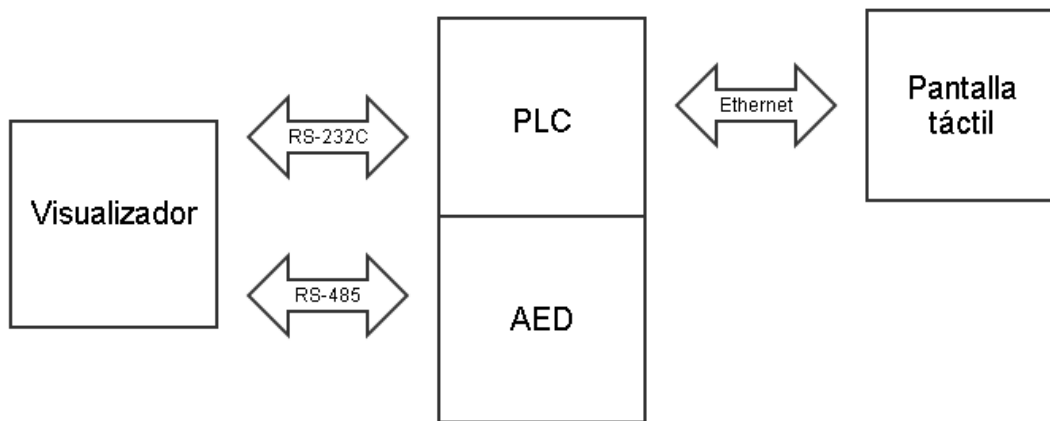 Visualizador
RS-232C
RS-485
PLC
AED
Ethernet
Pantalla
táctil